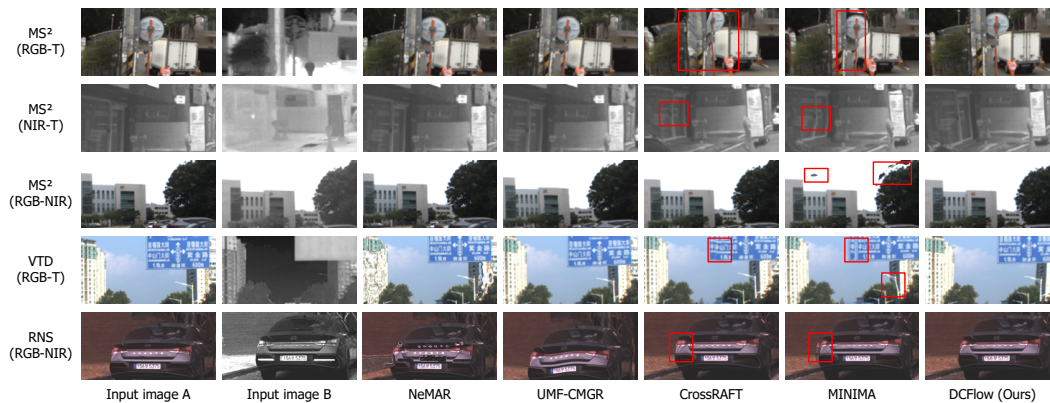 MS²
(RGB-T)
MS²
(NIR-T)
MS²
(RGB-NIR)
VTD
(RGB-T)
RNS
(RGB-NIR)
Input image A
Input image B
NeMAR
UMF-CMGR
CrossRAFT
MINIMA
DCFlow (Ours)